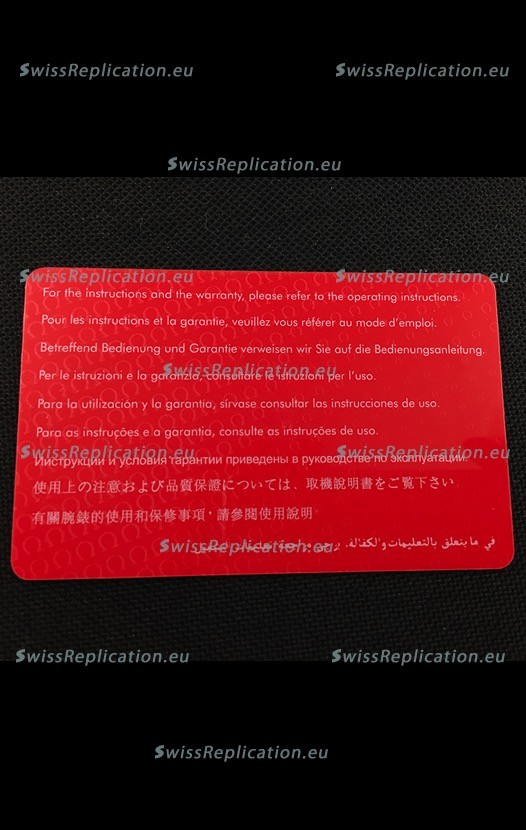 SwissReplication.eu SwissReplication.eu
SwissReplication.eu
SwissReplication.eu SwissReplication.eu
For the instructions and the warranty, please refer to the operating instructions.
Pour les instructions et la garantie, veuillez vous référer au mode d'emploi.
Betreffend Bedienung und Garantie verweisen wir Sie auf die Bedienungsanleitung.
SwissReplication.eu
Per le istruzioni e la garanzia, consultare le istruzioni per l'uso.
Para la utilización y la garantía, sírvase consultar las instrucciones de uso.
Para as instruções e a garantia, consulte as instruções de uso.
SwissReplication.eu SwissReplication.eu
Инструкции и условия гарантии приведены в руководстве по эксплуатации.
使用上の注意および品質保證については、取機說明書をご覽下さい
有關腕錶的使用和保修事項，請參閱使用說明
SwissReplication.eu
في ما يتعلق بالتعليمات والكفالة، يرجى
SwissReplication.eu SwissReplication.eu
SwissReplication.eu